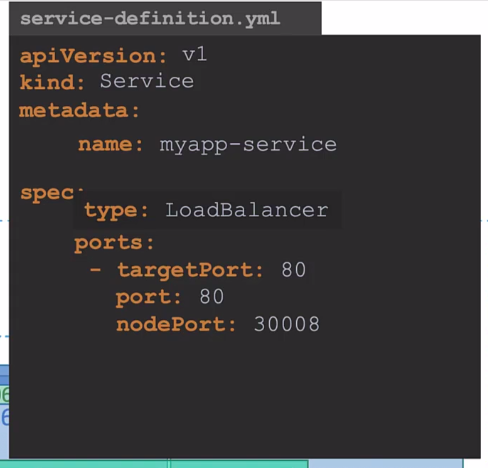 service-definition.yml
apiVersion: v1
kind: Service
metadata:
name: myapp-service
spec:
type: LoadBalancer
ports:
- targetPort: 80
port: 80
nodePort: 30008